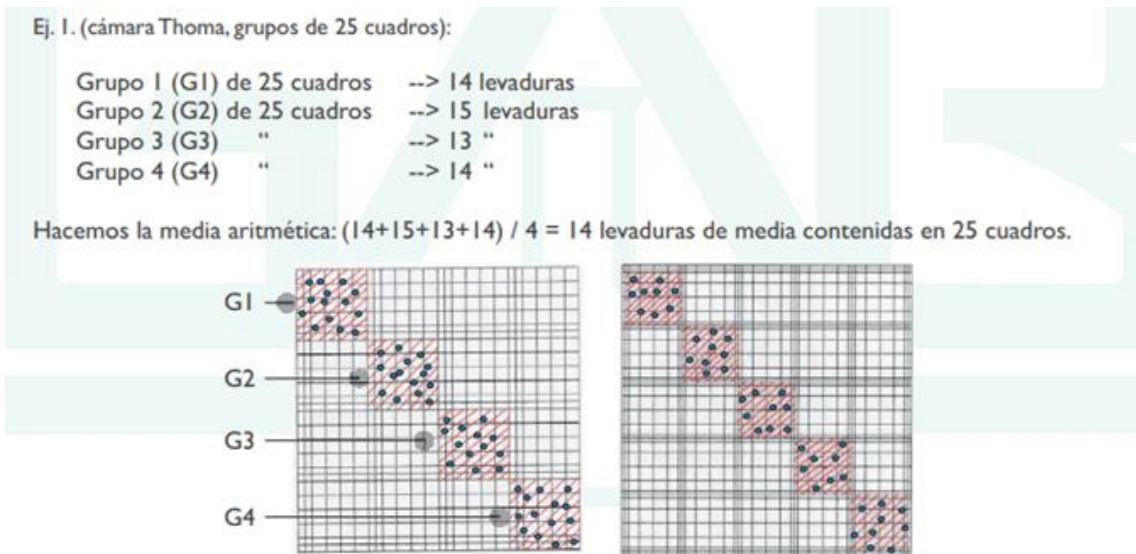 Ej. 1. (cámara Thoma, grupos de 25 cuadros):
Grupo 1 (G1) de 25 cuadros --> 14 levaduras
Grupo 2 (G2) de 25 cuadros --> 15 levaduras
Grupo 3 (G3) “ --> 13 “
Grupo 4 (G4) “ --> 14 “
Hacemos la media aritmética: (14+15+13+14) / 4 = 14 levaduras de media contenidas en 25 cuadros.
G1
G2
G3
G4